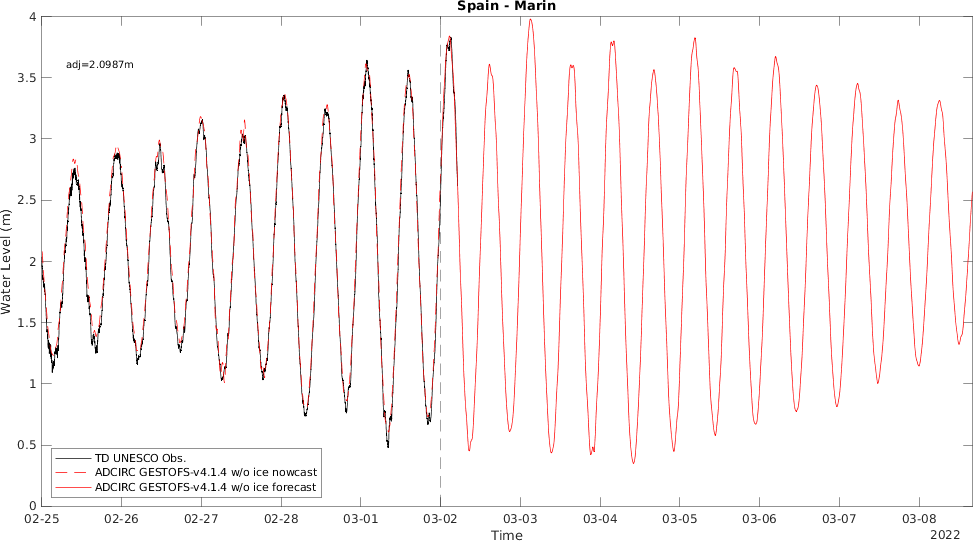 Spain - Marin
4
3.5
3
2.5
2
1.5
1
0.5
0
Water Level (m)
adj=2.0987m
TD UNESCO Obs.
ADCIRC GESTOFS-v4.1.4 w/o ice nowcast
ADCIRC GESTOFS-v4.1.4 w/o ice forecast
02-25 02-26 02-27 02-28 03-01 03-02 03-03 03-04 03-05 03-06 03-07 03-08
Time
2022